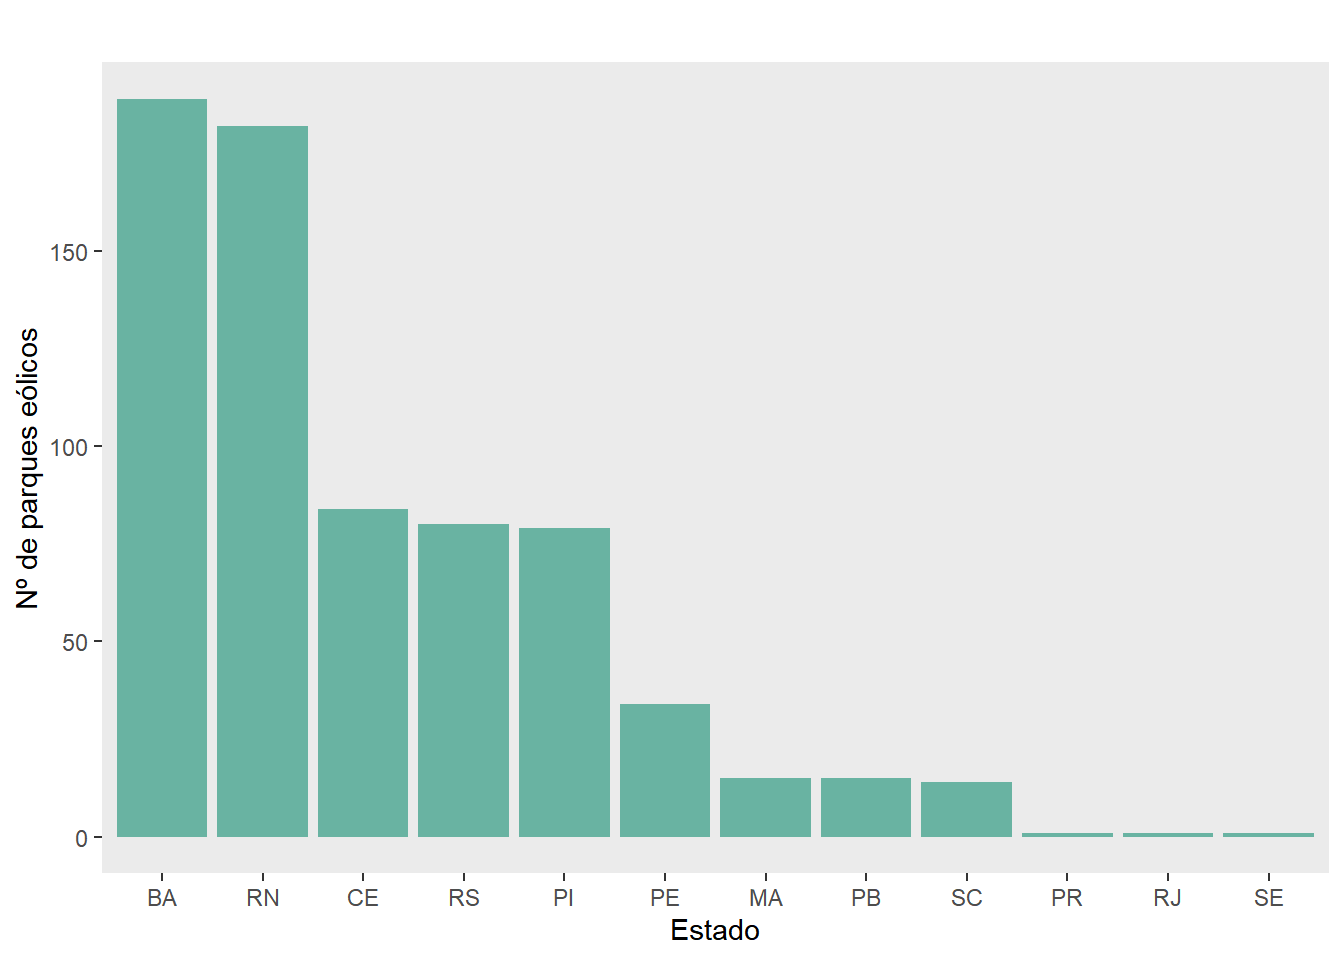 Nº de parques eólicos
150
100
50
0
BA RN CE RS PI PE MA PB SC PR RJ SE
Estado